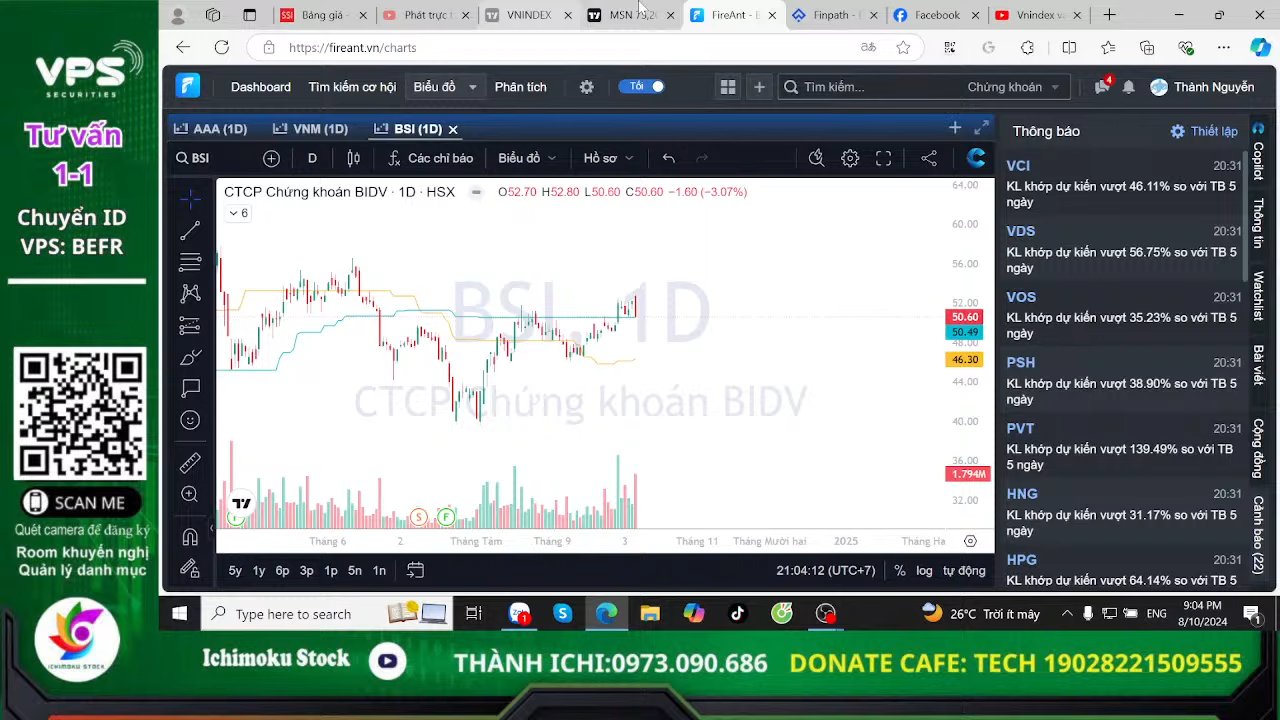 VPS
SECURITIES
Tư vấn
1-1
Chuyển ID
VPS: BEFR
SCAN ME
Quét camera để đăng ký
Room khuyến nghị
Quản lý danh mục
ICHIMOKU STOCK
SSI Bảng giá
Phát trực t
VNINDEX
MSN 75,20
FireAnt - B
Finpath - 
Facebook
Vnindex v
https://fireant.vn/charts
Dashboard
Tìm kiếm cơ hội
Biểu đồ
Phân tích
Tối
Tìm kiếm...
Chứng khoán
4
Thành Nguyễn
AAA (1D)
VNM (1D)
BSI (1D)
BSI
D
Các chỉ báo
Biểu đồ
Hồ sơ
CTCP Chứng khoán BIDV · 1D · HSX
O52.70 H52.80 L50.60 C50.60 −1.60 (−3.07%)
6
BSI, 1D
CTCP Chứng khoán BIDV
64.00
60.00
56.00
52.00
50.60
50.49
48.00
46.30
44.00
40.00
36.00
1.794M
32.00
S
F
Tháng 6
2
Tháng Tám
Tháng 9
3
Tháng 11
Tháng Mười hai
2025
Tháng Ha
5y 1y 6p 3p 1p 5n 1n
21:04:12 (UTC+7)
% log tự động
Thông báo
Thiết lập
VCI 20:31
KL khớp dự kiến vượt 46.11% so với TB 5
ngày
VDS 20:31
KL khớp dự kiến vượt 56.75% so với TB 5
ngày
VOS 20:31
KL khớp dự kiến vượt 35.23% so với TB 5
ngày
PSH 20:31
KL khớp dự kiến vượt 38.90% so với TB 5
ngày
PVT 20:31
KL khớp dự kiến vượt 139.49% so với TB
5 ngày
HNG 20:31
KL khớp dự kiến vượt 31.17% so với TB 5
ngày
HPG 20:31
KL khớp dự kiến vượt 64.14% so với TB 5
Copilot
Thông tin
Watchlist
Bài viết
Cộng đồng
Cảnh báo (22)
Type here to search
1
26°C Trời ít mây
ENG
9:04 PM
8/10/2024
1
Ichimoku Stock
THÀNH ICHI:0973.090.680
DONATE CAFE: TECH 19028221509555